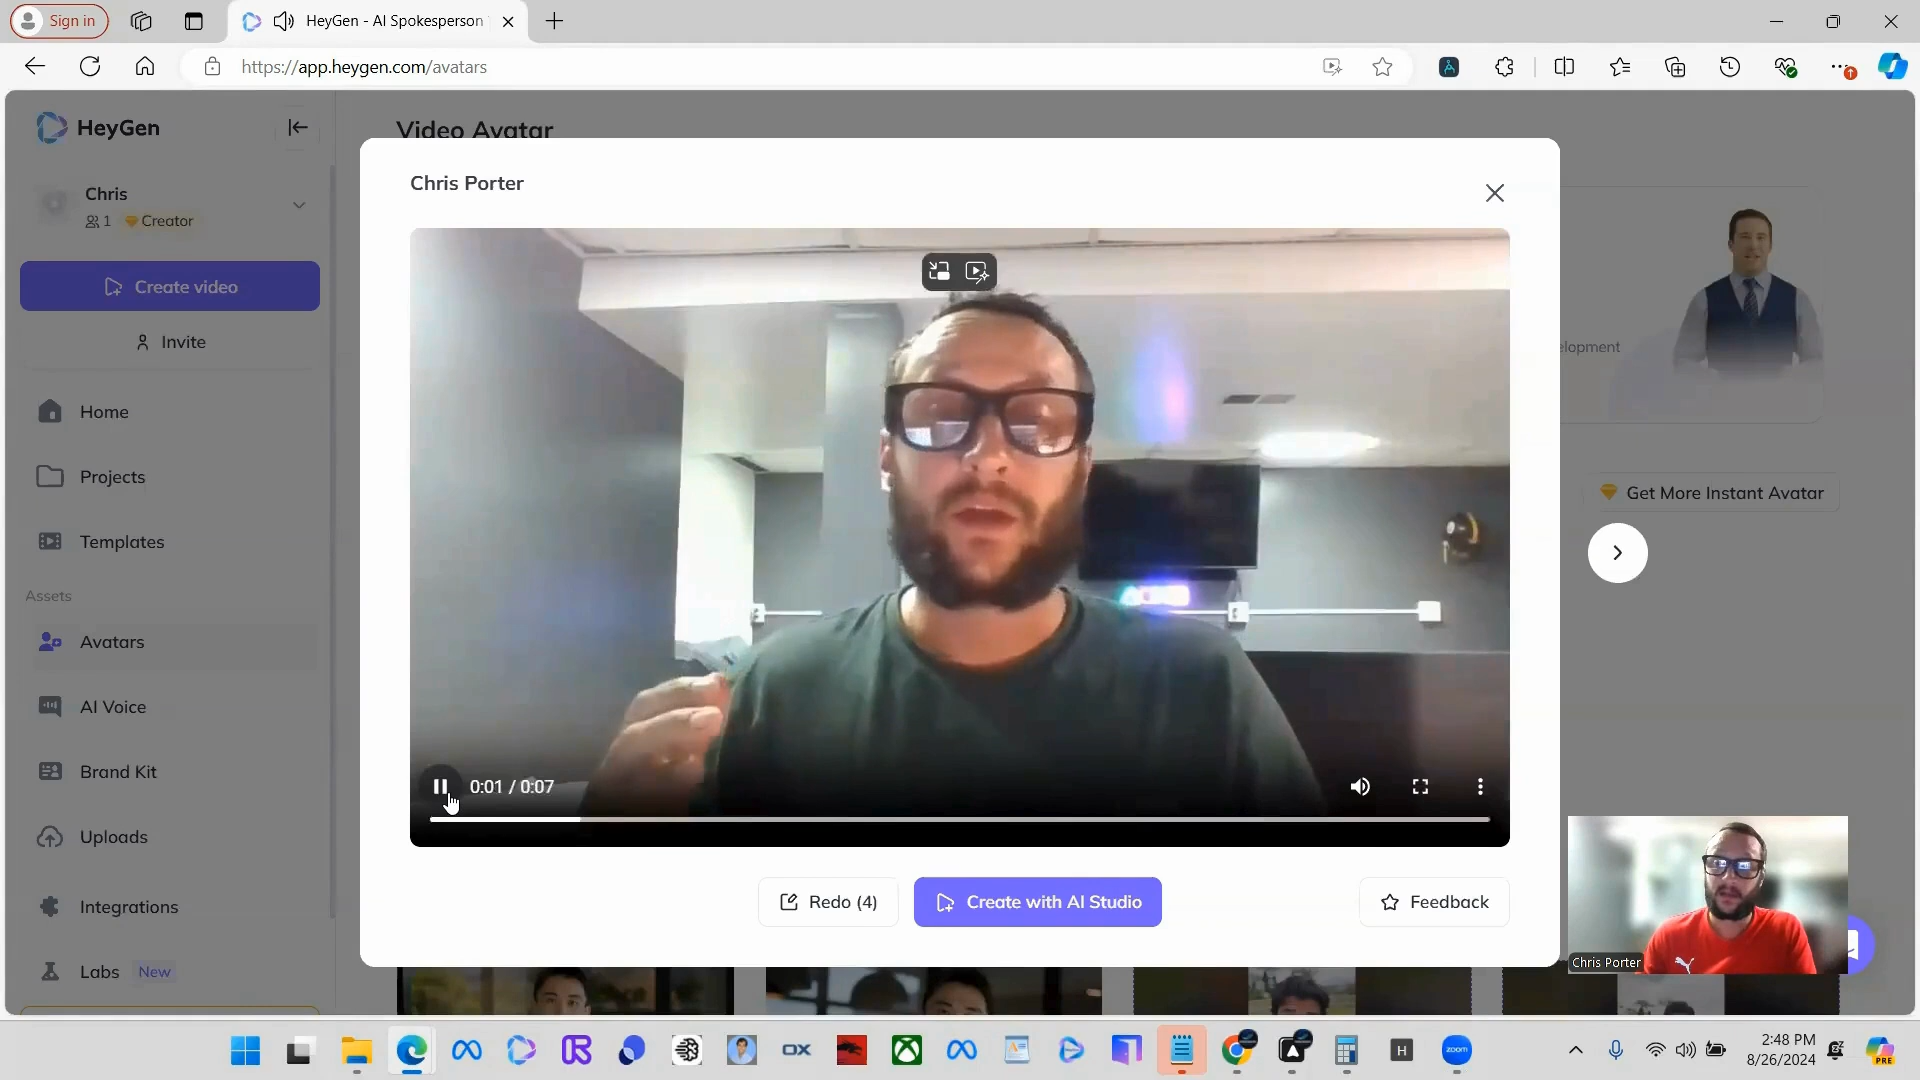 Sign in
HeyGen - AI Spokesperson
https://app.heygen.com/avatars
HeyGen
Chris
1 Creator
Create video
Invite
Home
Projects
Templates
Assets
Avatars
AI Voice
Brand Kit
Uploads
Integrations
Labs New
Video Avatar
Chris Porter
0:01 / 0:07
Redo (4)
Create with AI Studio
Feedback
elopment
Get More Instant Avatar
Chris Porter
OX
H
zoom
2:48 PM
8/26/2024
PRE